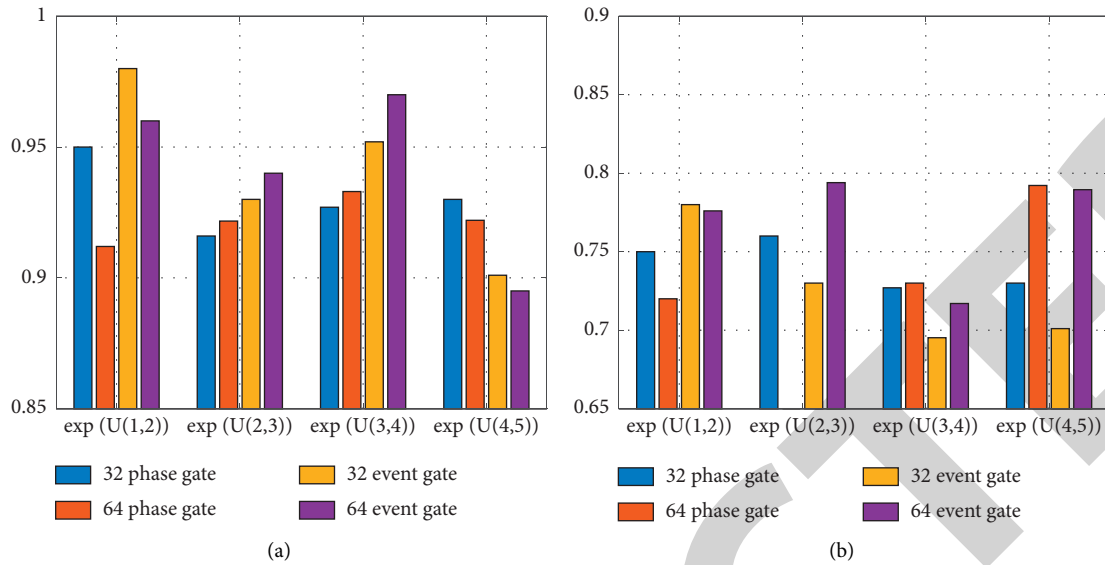 1
0.95
0.9
0.85
exp (U(1,2))
exp (U(2,3))
exp (U(3,4))
exp (U(4,5))
32 phase gate
32 event gate
64 phase gate
64 event gate
(a)
0.9
0.85
0.8
0.75
0.7
0.65
exp (U(1,2))
exp (U(2,3))
exp (U(3,4))
exp (U(4,5))
32 phase gate
32 event gate
64 phase gate
64 event gate
(b)